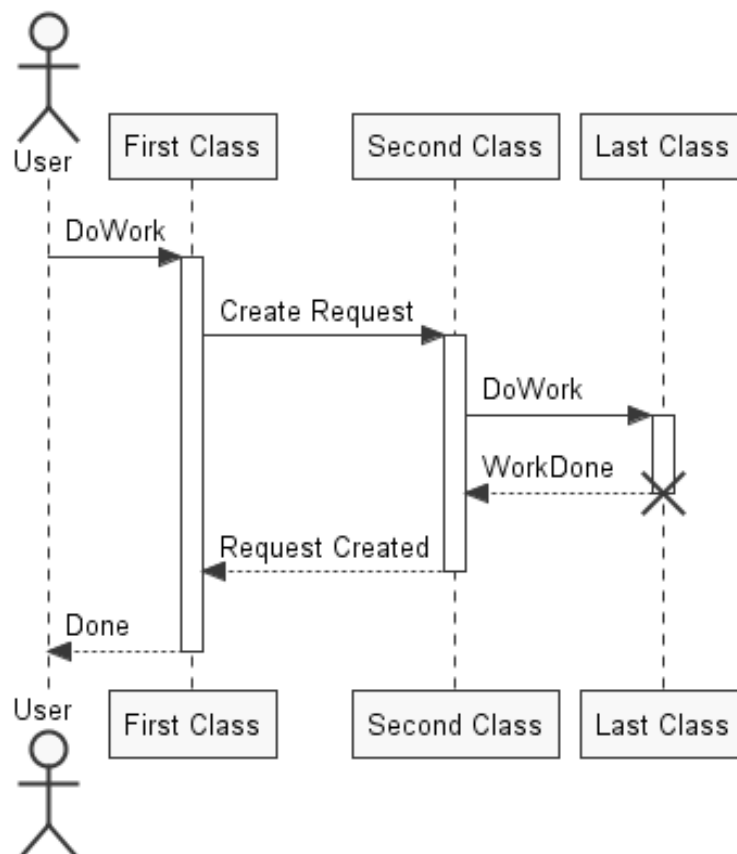 User
First Class
Second Class
Last Class
DoWork
Create Request
DoWork
WorkDone
Request Created
Done
User
First Class
Second Class
Last Class